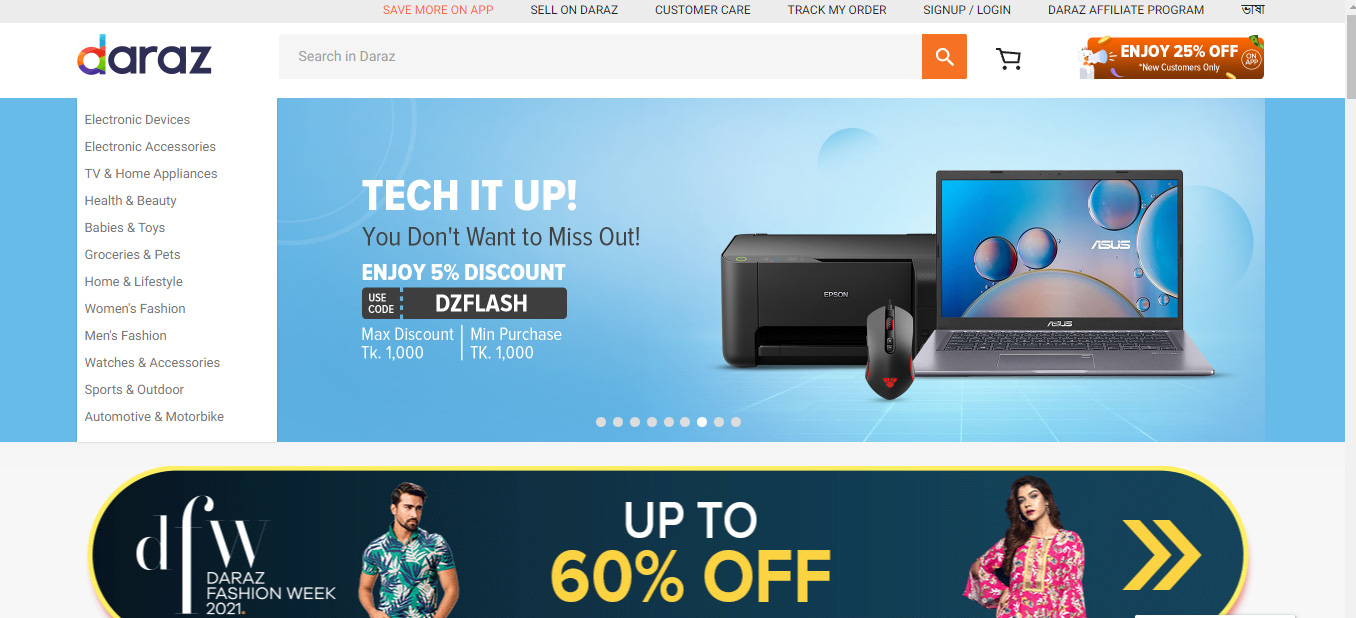 SAVE MORE ON APP
SELL ON DARAZ
CUSTOMER CARE
TRACK MY ORDER
SIGNUP / LOGIN
DARAZ AFFILIATE PROGRAM
ভাষা
daraz
Search in Daraz
ENJOY 25% OFF
*New Customers Only
ON APP
Electronic Devices
Electronic Accessories
TV & Home Appliances
Health & Beauty
Babies & Toys
Groceries & Pets
Home & Lifestyle
Women's Fashion
Men's Fashion
Watches & Accessories
Sports & Outdoor
Automotive & Motorbike
TECH IT UP!
You Don't Want to Miss Out!
ENJOY 5% DISCOUNT
USE CODE
DZFLASH
Max Discount
Tk. 1,000
Min Purchase
TK. 1,000
EPSON
ASUS
ASUS
dfw
DARAZ
FASHION WEEK
2021.
UP TO
60% OFF